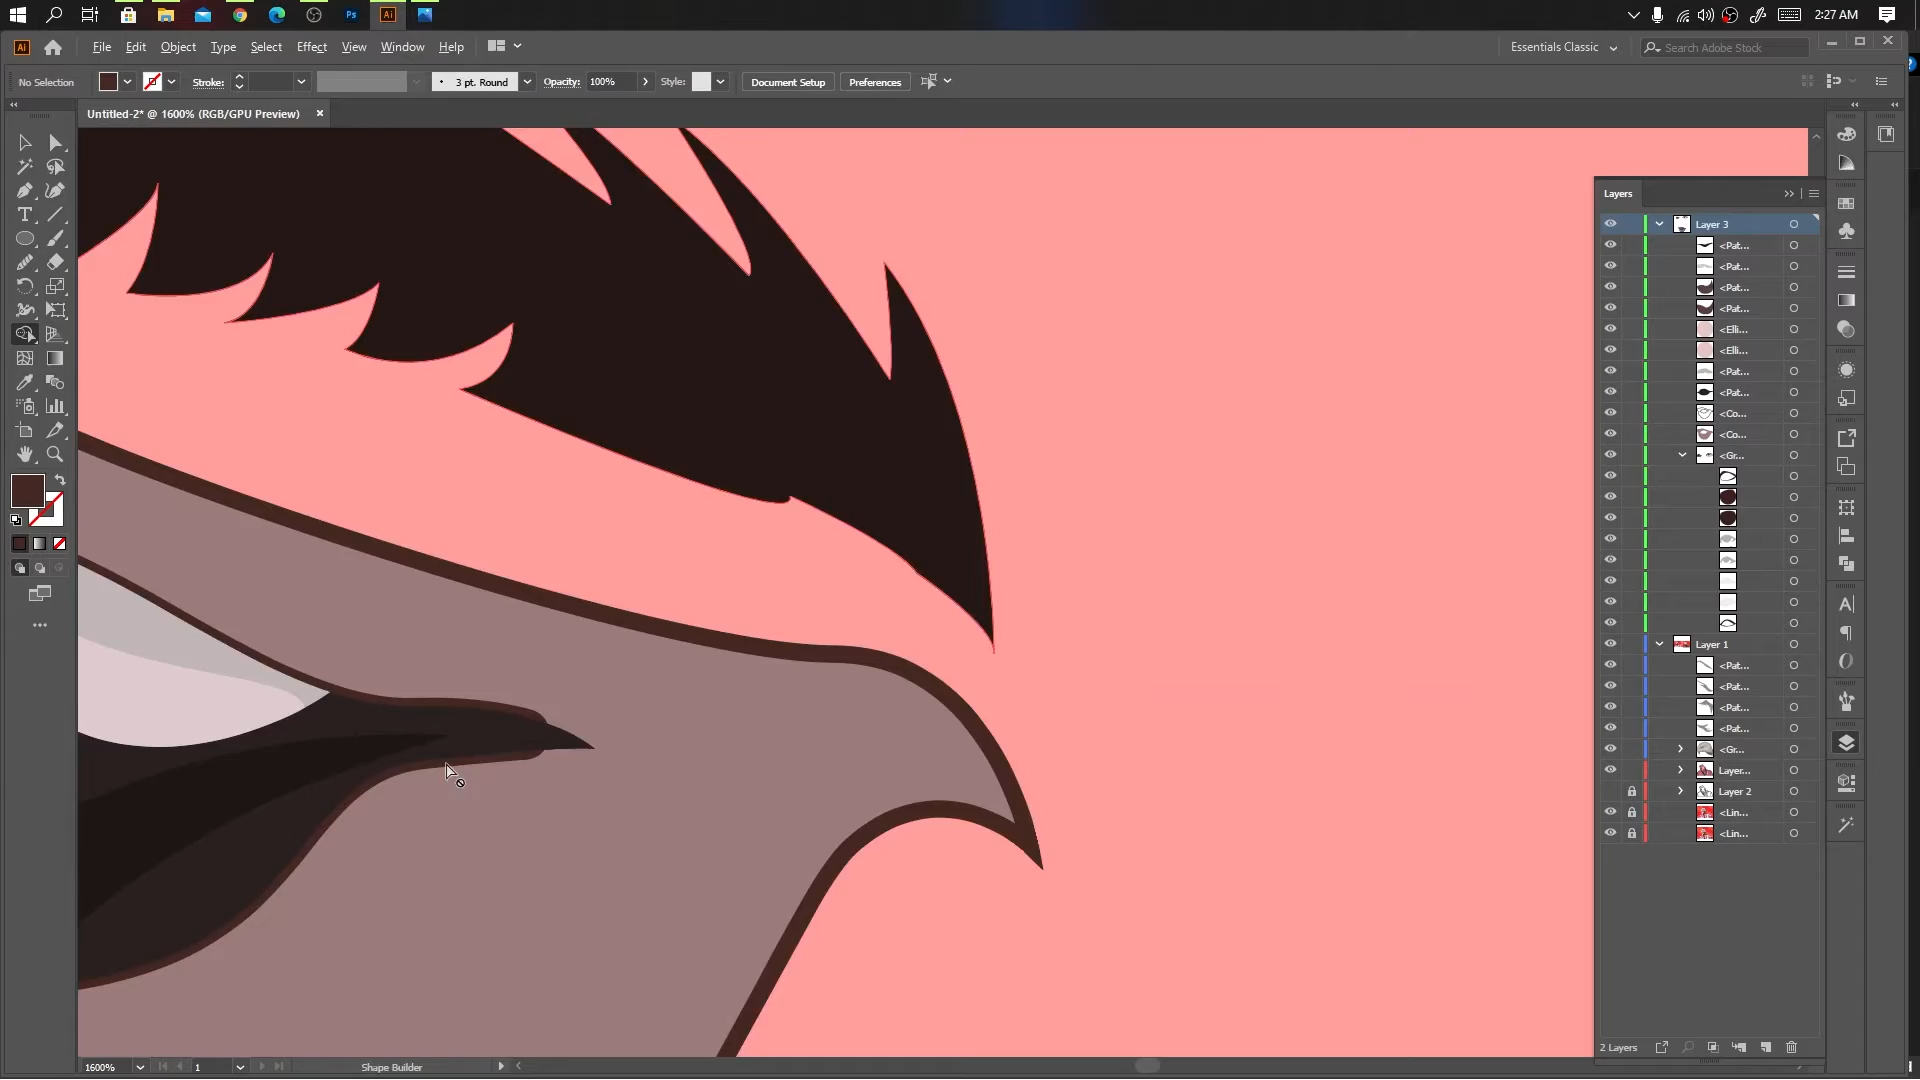 Ps
Ai
2:27 AM
Ai
File
Edit
Object
Type
Select
Effect
View
Window
Help
Essentials Classic
Search Adobe Stock
No Selection
Stroke:
3 pt. Round
Opacity:
100%
Style:
Document Setup
Preferences
Untitled-2* @ 1600% (RGB/GPU Preview)
Layers
Layer 3
<Pat...
<Pat...
<Pat...
<Pat...
<Elli...
<Elli...
<Pat...
<Pat...
<Co...
<Co...
<Gr...
Layer 1
<Pat...
<Pat...
<Pat...
<Pat...
<Gr...
Layer...
Layer 2
<Lin...
<Lin...
2 Layers
1600%
1
Shape Builder